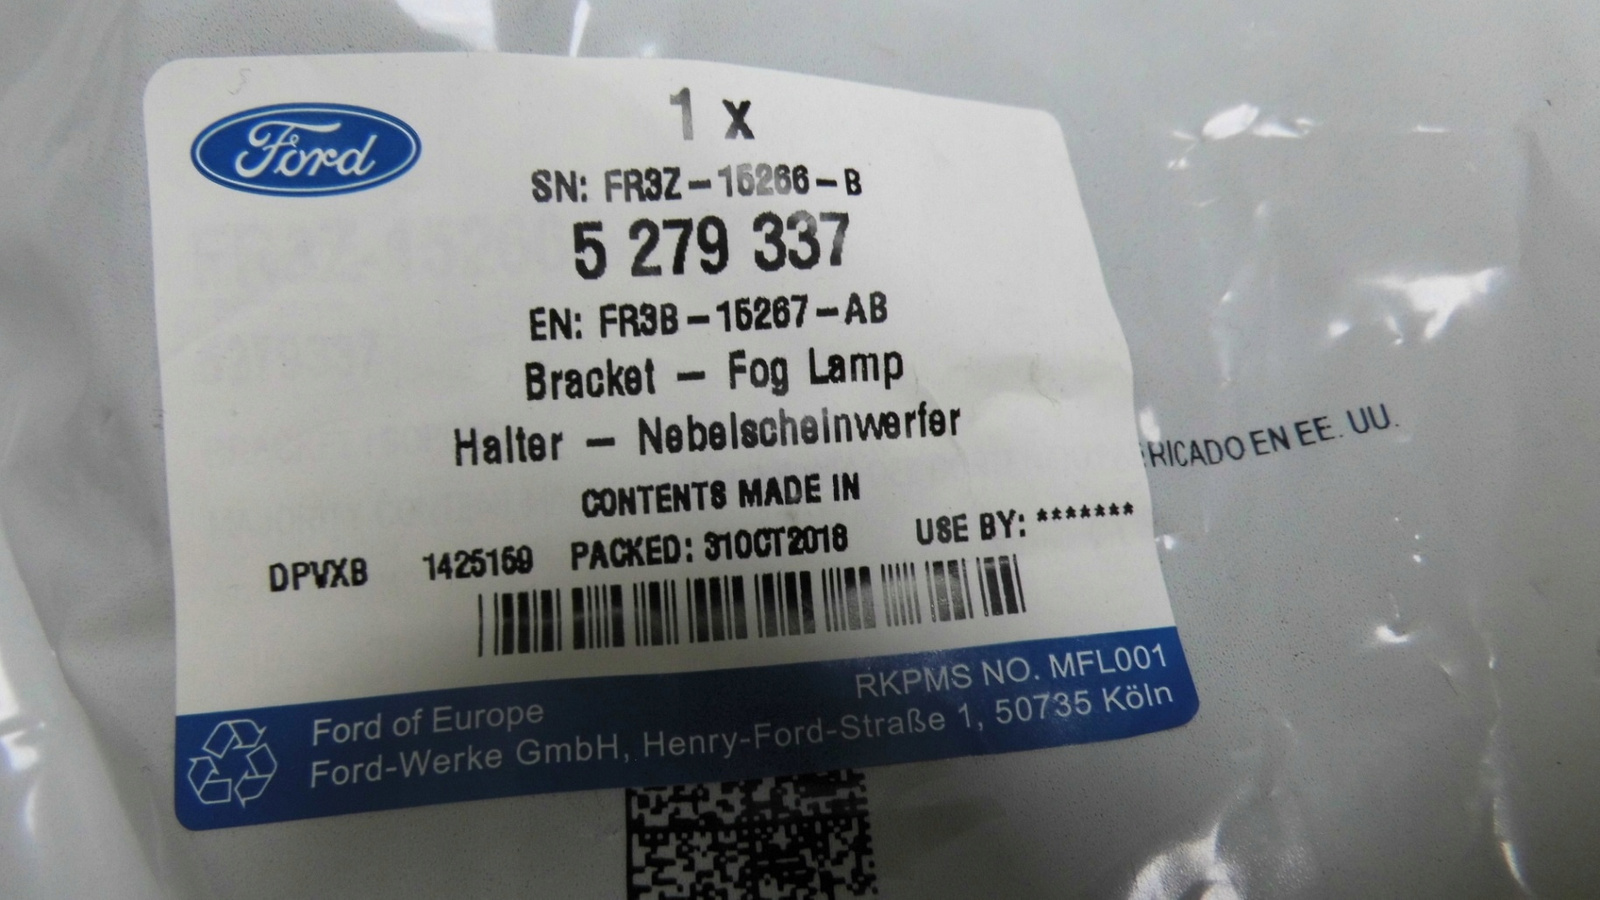 Ford
1 x
SN: FR3Z-15266-B
5 279 337
EN: FR3B-15267-AB
Bracket - Fog Lamp
Halter - Nebelscheinwerfer
CONTENTS MADE IN
DPVXB 1425159 PACKED: 31OCT2018 USE BY: *******
RKPMS NO. MFL001
Ford of Europe
Ford-Werke GmbH, Henry-Ford-Straße 1, 50735 Köln
RICADO EN EE. UU.